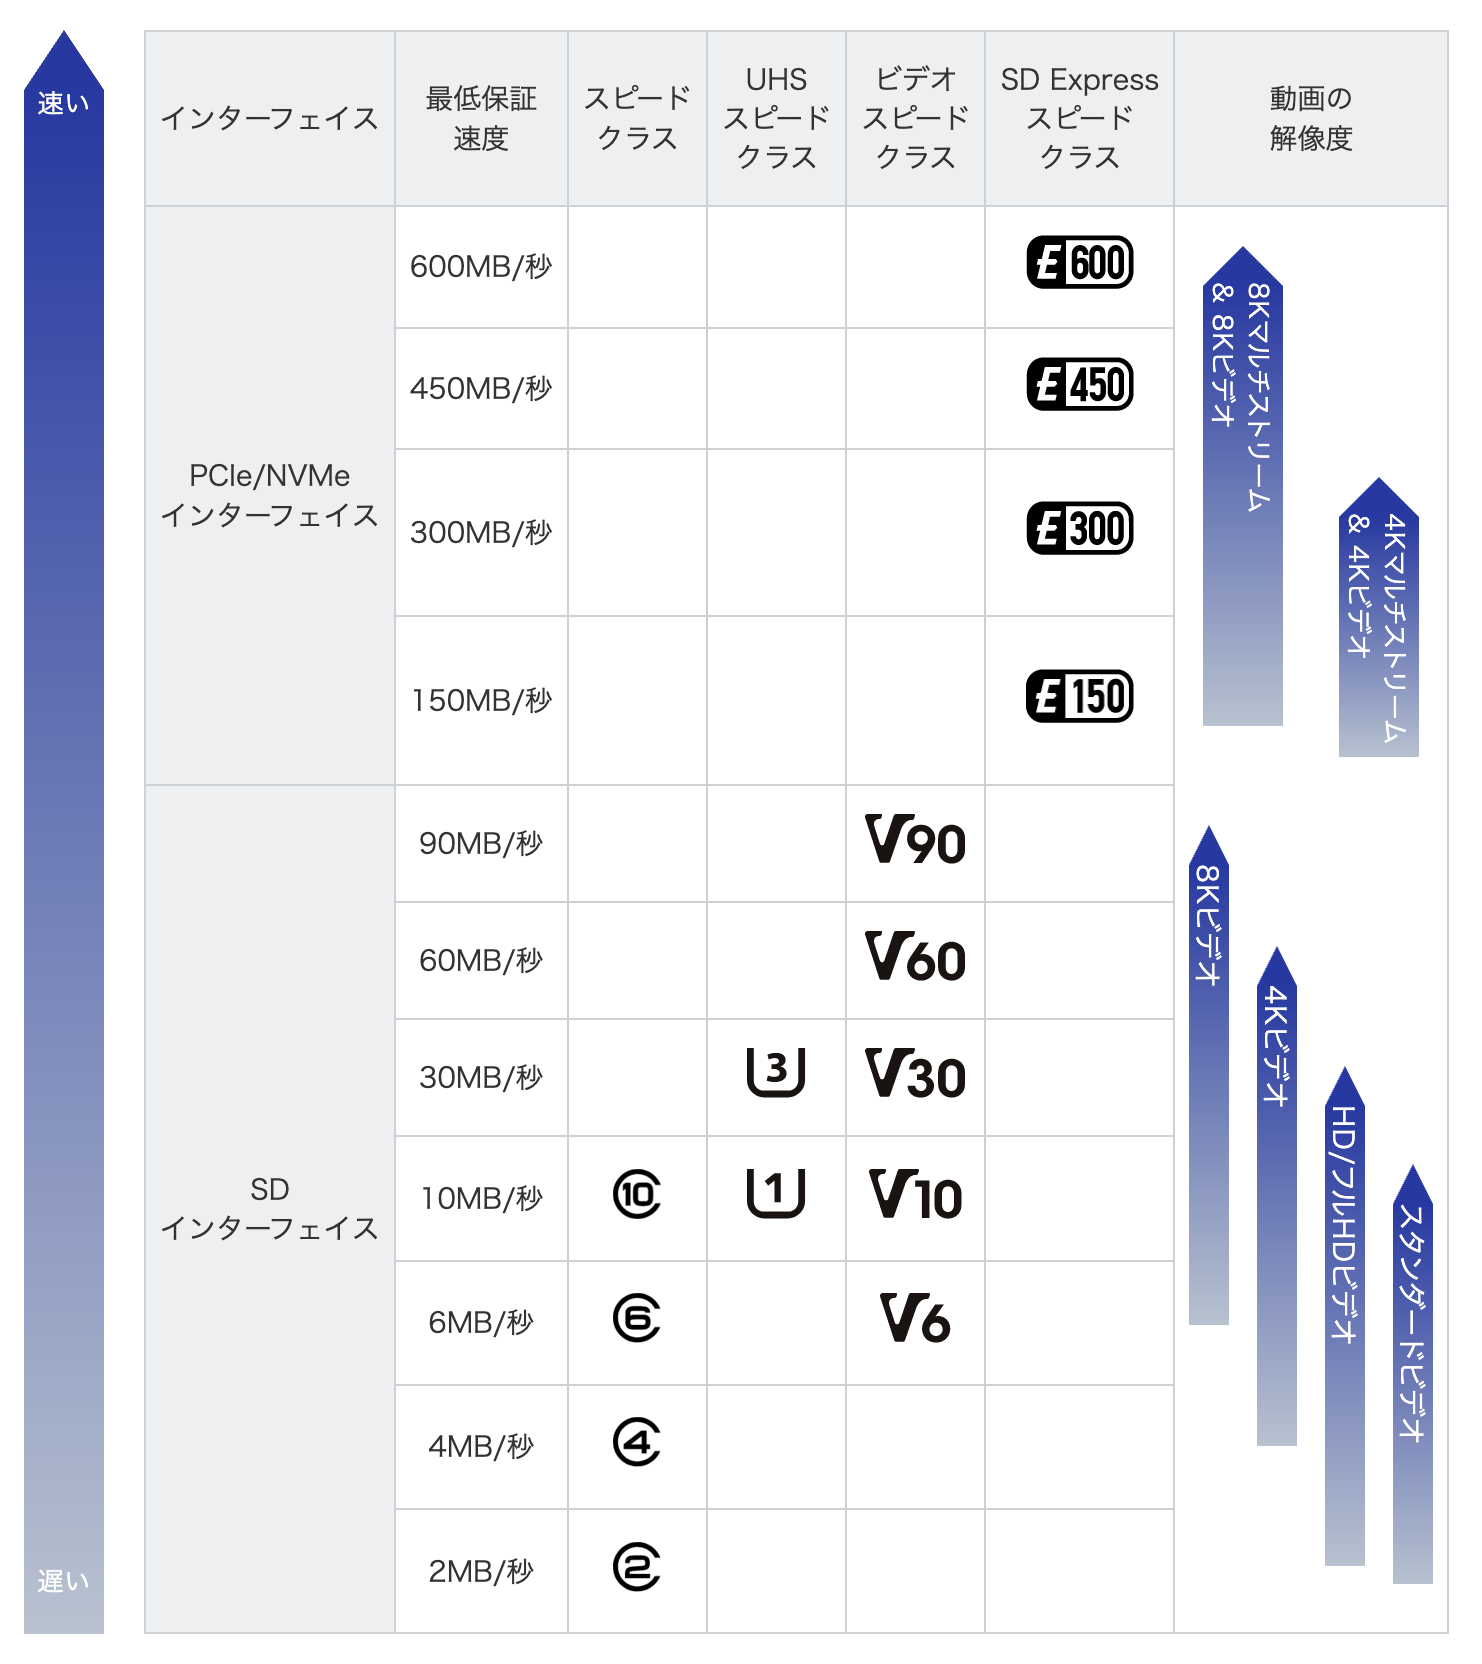 速い
インターフェイス
最低保証
速度
スピード
クラス
UHS
スピード
クラス
ビデオ
スピード
クラス
SD Express
スピード
クラス
動画の
解像度
PCIe/NVMe
インターフェイス
600MB/秒
E600
450MB/秒
E450
300MB/秒
E300
150MB/秒
E150
8Kマルチストリーム
& 8Kビデオ
4Kマルチストリーム
& 4Kビデオ
SD
インターフェイス
90MB/秒
V90
60MB/秒
V60
30MB/秒
3
V30
10MB/秒
10
1
V10
6MB/秒
6
V6
4MB/秒
4
2MB/秒
2
8Kビデオ
4Kビデオ
HD/フルHDビデオ
スタンダードビデオ
遅い